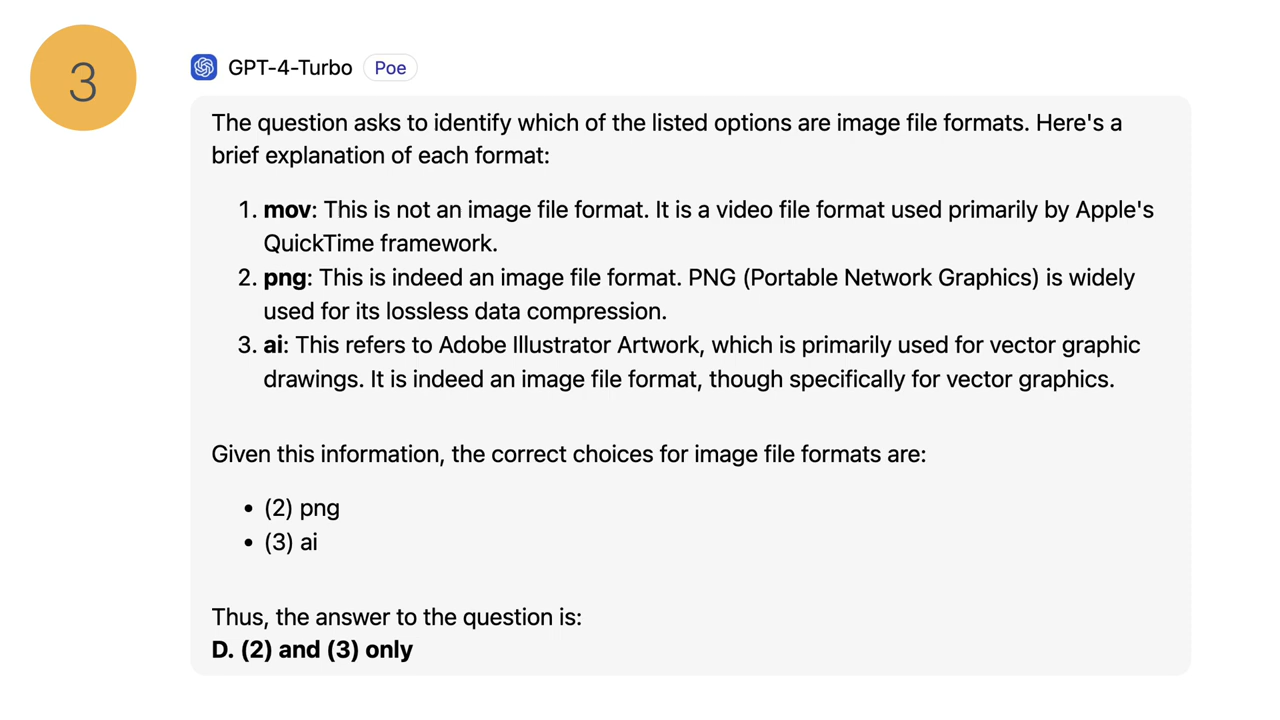 3
GPT-4-Turbo Poe
The question asks to identify which of the listed options are image file formats. Here's a
brief explanation of each format:
1. mov: This is not an image file format. It is a video file format used primarily by Apple's
QuickTime framework.
2. png: This is indeed an image file format. PNG (Portable Network Graphics) is widely
used for its lossless data compression.
3. ai: This refers to Adobe Illustrator Artwork, which is primarily used for vector graphic
drawings. It is indeed an image file format, though specifically for vector graphics.
Given this information, the correct choices for image file formats are:
• (2) png
• (3) ai
Thus, the answer to the question is:
D. (2) and (3) only